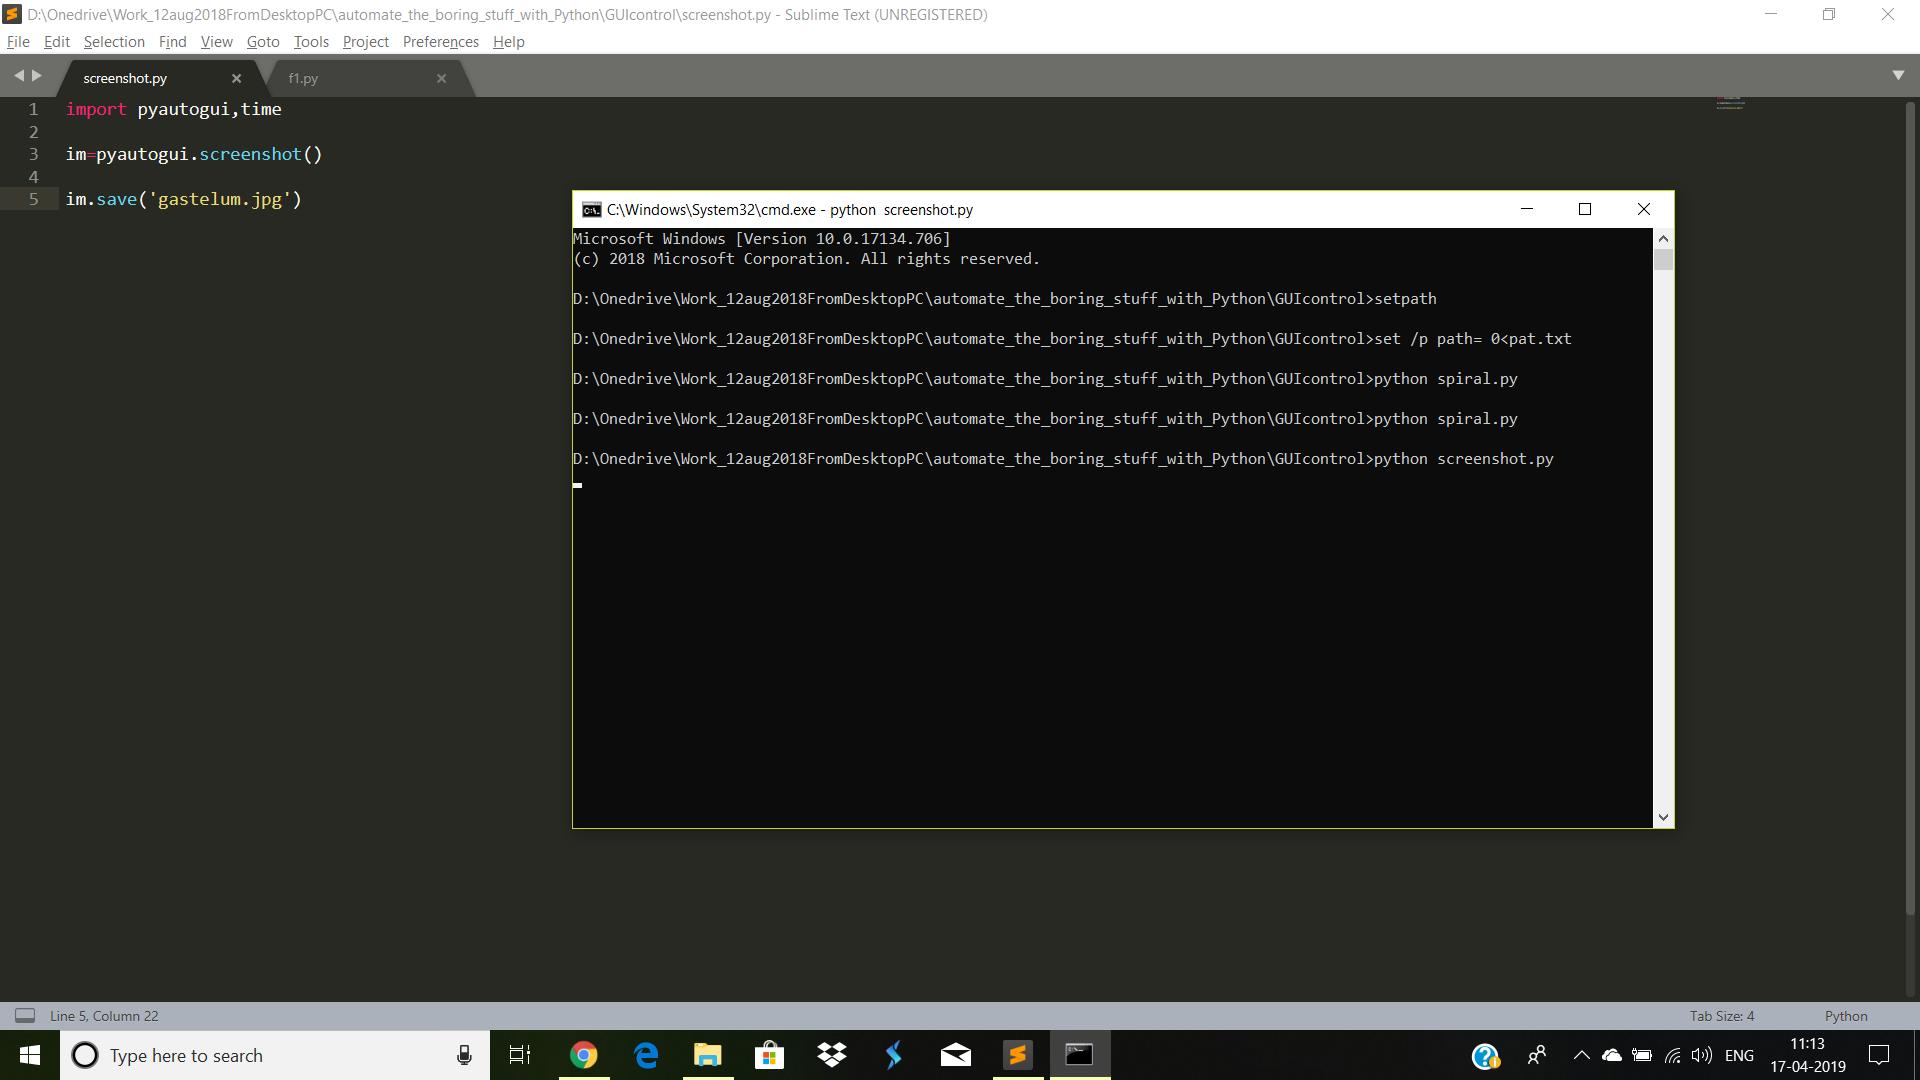 D:\Onedrive\Work_12aug2018FromDesktopPC\automate_the_boring_stuff_with_Python\GUIcontrol\screenshot.py - Sublime Text (UNREGISTERED)
File Edit Selection Find View Goto Tools Project Preferences Help
screenshot.py f1.py
1 import pyautogui,time
2
3 im=pyautogui.screenshot()
4
5 im.save('gastelum.jpg')
C:\Windows\System32\cmd.exe - python  screenshot.py
Microsoft Windows [Version 10.0.17134.706]
(c) 2018 Microsoft Corporation. All rights reserved.
D:\Onedrive\Work_12aug2018FromDesktopPC\automate_the_boring_stuff_with_Python\GUIcontrol>setpath
D:\Onedrive\Work_12aug2018FromDesktopPC\automate_the_boring_stuff_with_Python\GUIcontrol>set /p path= 0<pat.txt
D:\Onedrive\Work_12aug2018FromDesktopPC\automate_the_boring_stuff_with_Python\GUIcontrol>python spiral.py
D:\Onedrive\Work_12aug2018FromDesktopPC\automate_the_boring_stuff_with_Python\GUIcontrol>python spiral.py
D:\Onedrive\Work_12aug2018FromDesktopPC\automate_the_boring_stuff_with_Python\GUIcontrol>python screenshot.py
Line 5, Column 22 Tab Size: 4 Python
Type here to search ENG 11:13
17-04-2019